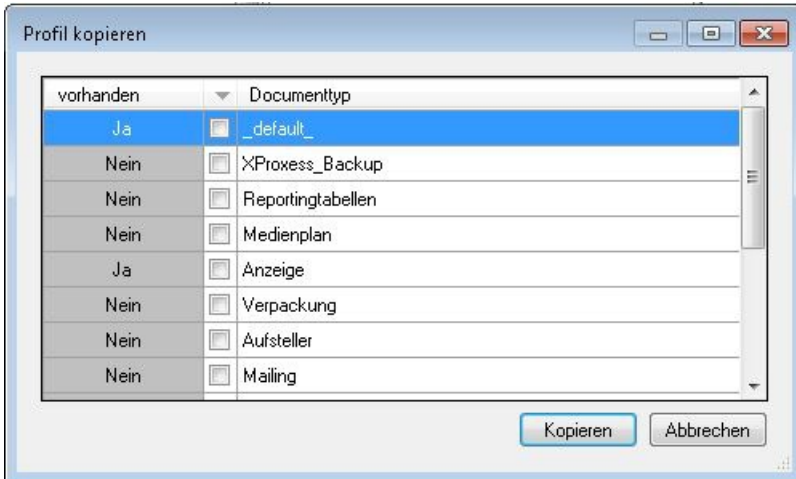 Profil kopieren
vorhanden Documenttyp
Ja _default_
Nein XProxess_Backup
Nein Reportingtabellen
Nein Medienplan
Ja Anzeige
Nein Verpackung
Nein Aufsteller
Nein Mailing
Kopieren Abbrechen